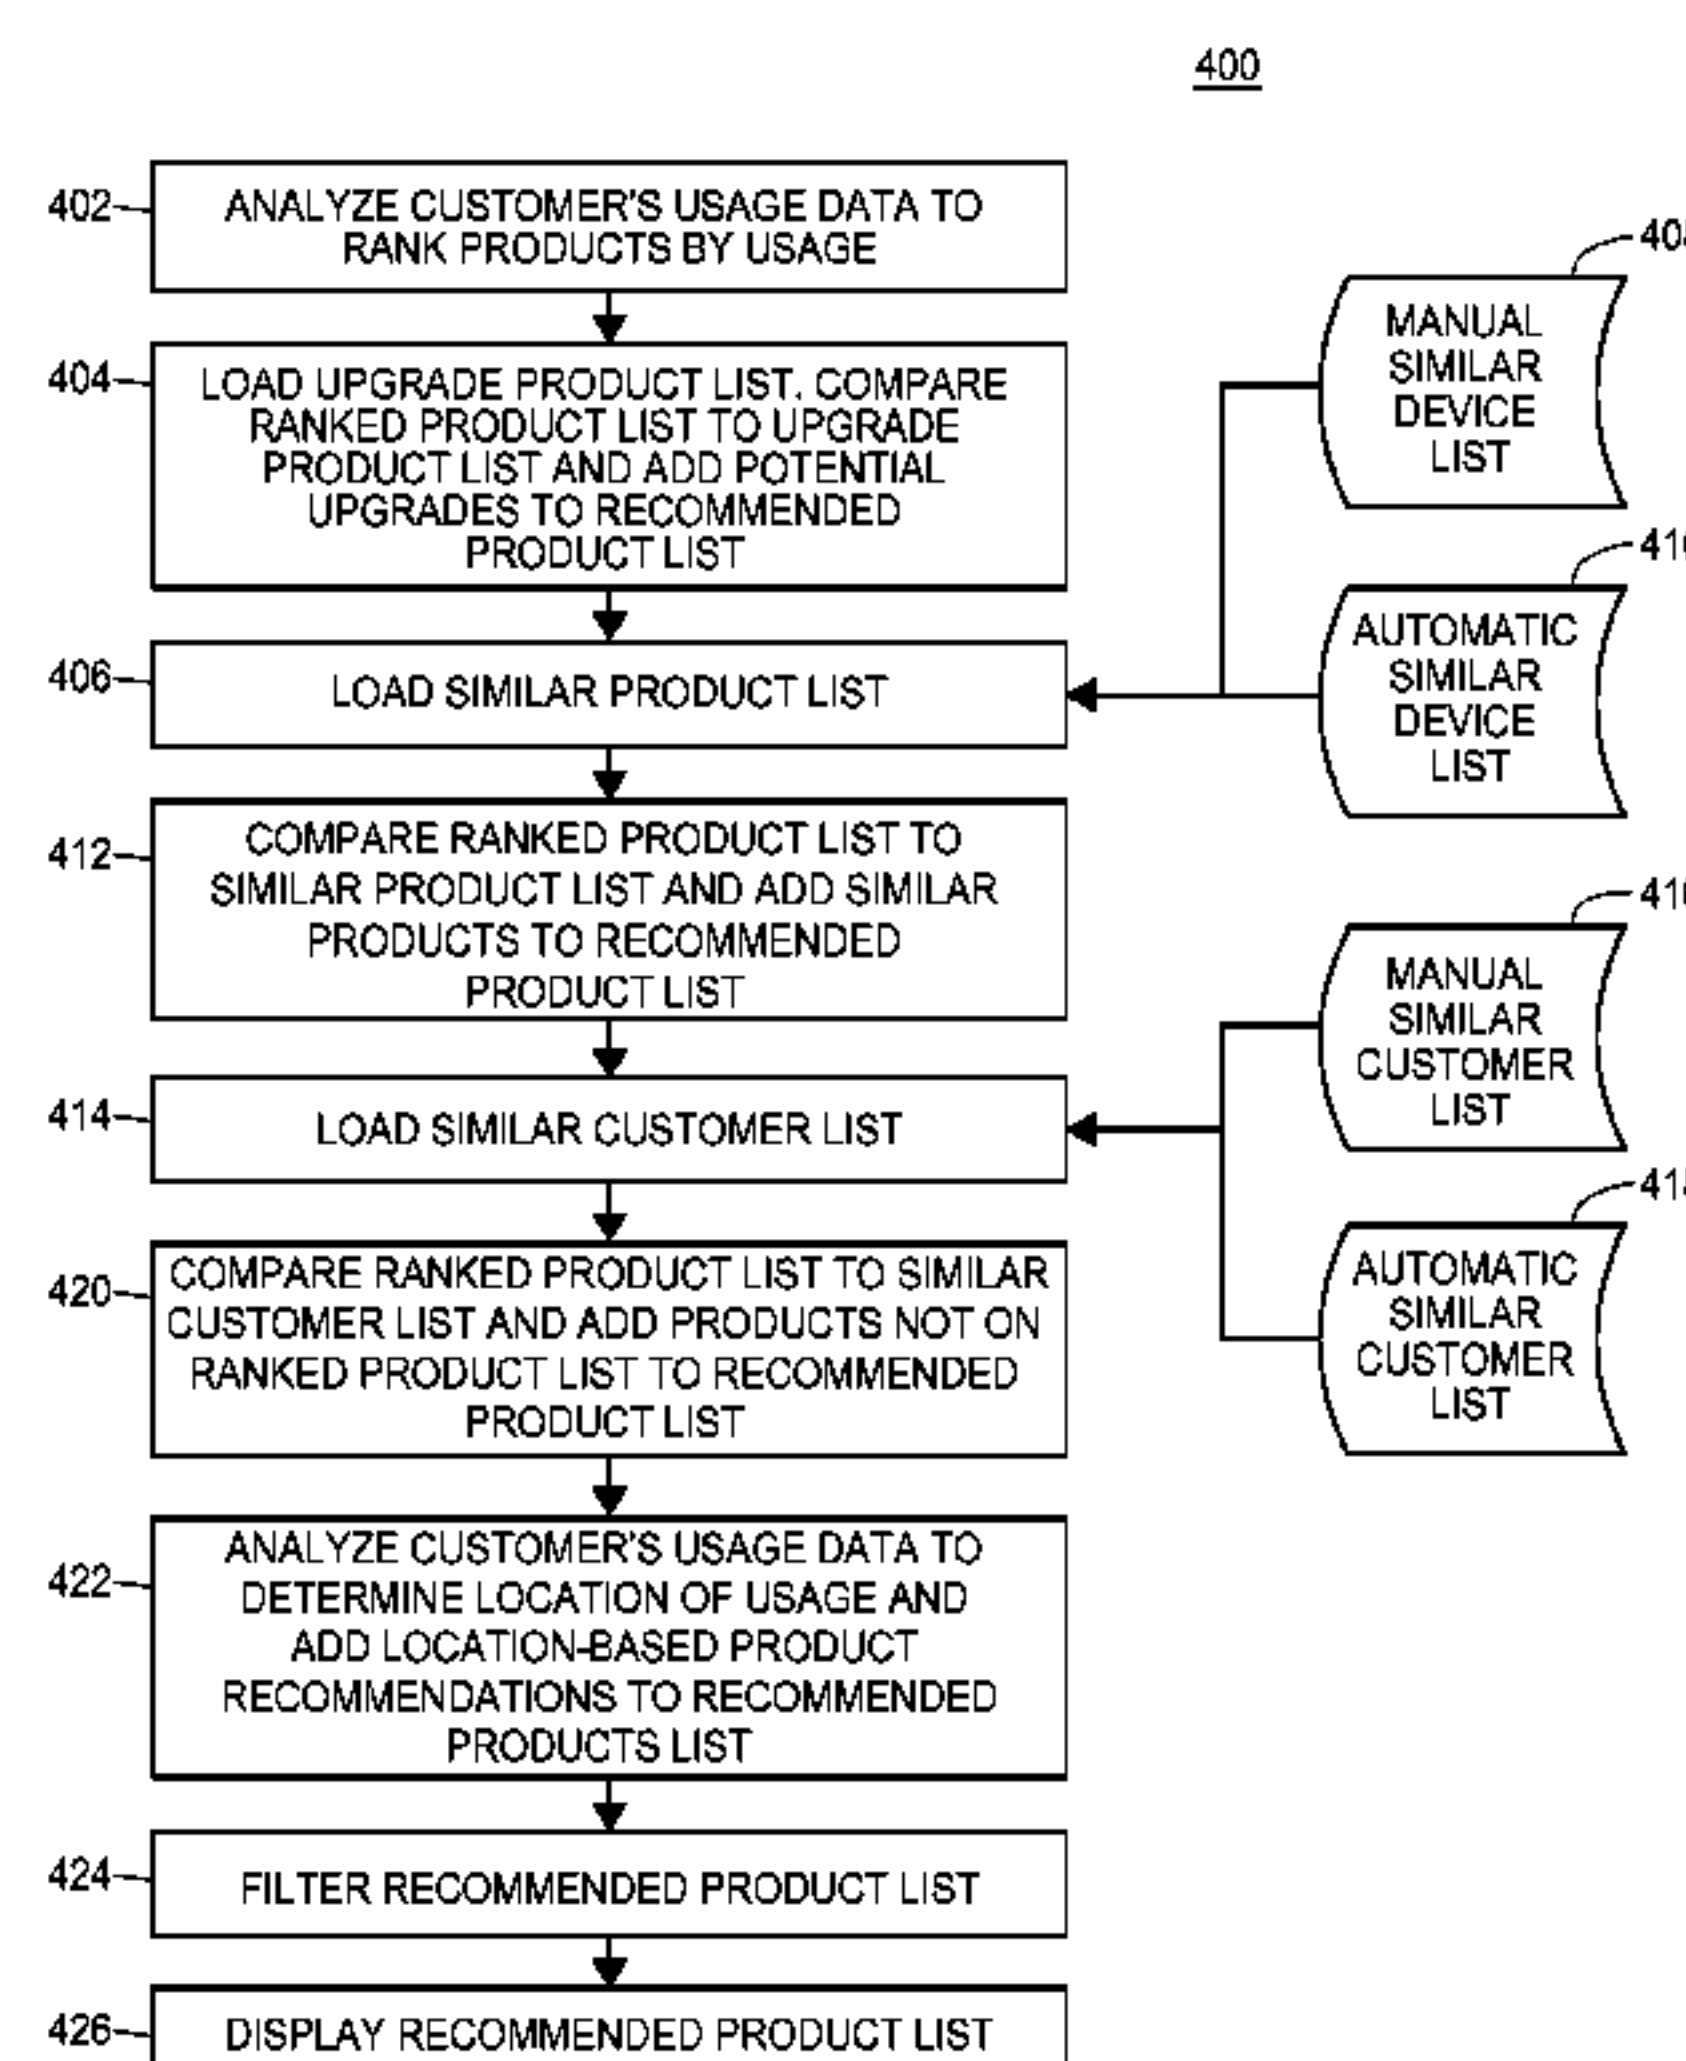 400
402
ANALYZE CUSTOMER'S USAGE DATA TO
RANK PRODUCTS BY USAGE
404
LOAD UPGRADE PRODUCT LIST. COMPARE
RANKED PRODUCT LIST TO UPGRADE
PRODUCT LIST AND ADD POTENTIAL
UPGRADES TO RECOMMENDED
PRODUCT LIST
MANUAL
SIMILAR
DEVICE
LIST
406
LOAD SIMILAR PRODUCT LIST
AUTOMATIC
SIMILAR
DEVICE
LIST
412
COMPARE RANKED PRODUCT LIST TO
SIMILAR PRODUCT LIST AND ADD SIMILAR
PRODUCTS TO RECOMMENDED
PRODUCT LIST
MANUAL
SIMILAR
CUSTOMER
LIST
414
LOAD SIMILAR CUSTOMER LIST
AUTOMATIC
SIMILAR
CUSTOMER
LIST
420
COMPARE RANKED PRODUCT LIST TO SIMILAR
CUSTOMER LIST AND ADD PRODUCTS NOT ON
RANKED PRODUCT LIST TO RECOMMENDED
PRODUCT LIST
422
ANALYZE CUSTOMER'S USAGE DATA TO
DETERMINE LOCATION OF USAGE AND
ADD LOCATION-BASED PRODUCT
RECOMMENDATIONS TO RECOMMENDED
PRODUCTS LIST
424
FILTER RECOMMENDED PRODUCT LIST
426
DISPLAY RECOMMENDED PRODUCT LIST